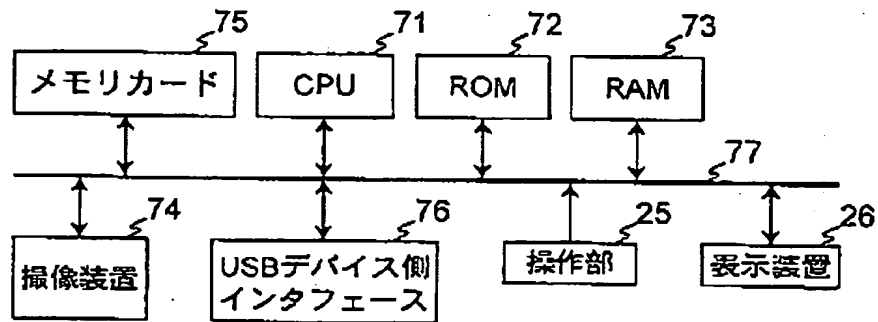 75
71
72
73
メモリカード
CPU
ROM
RAM
77
74
76
25
26
撮像装置
USBデバイス側
インタフェース
操作部
表示装置